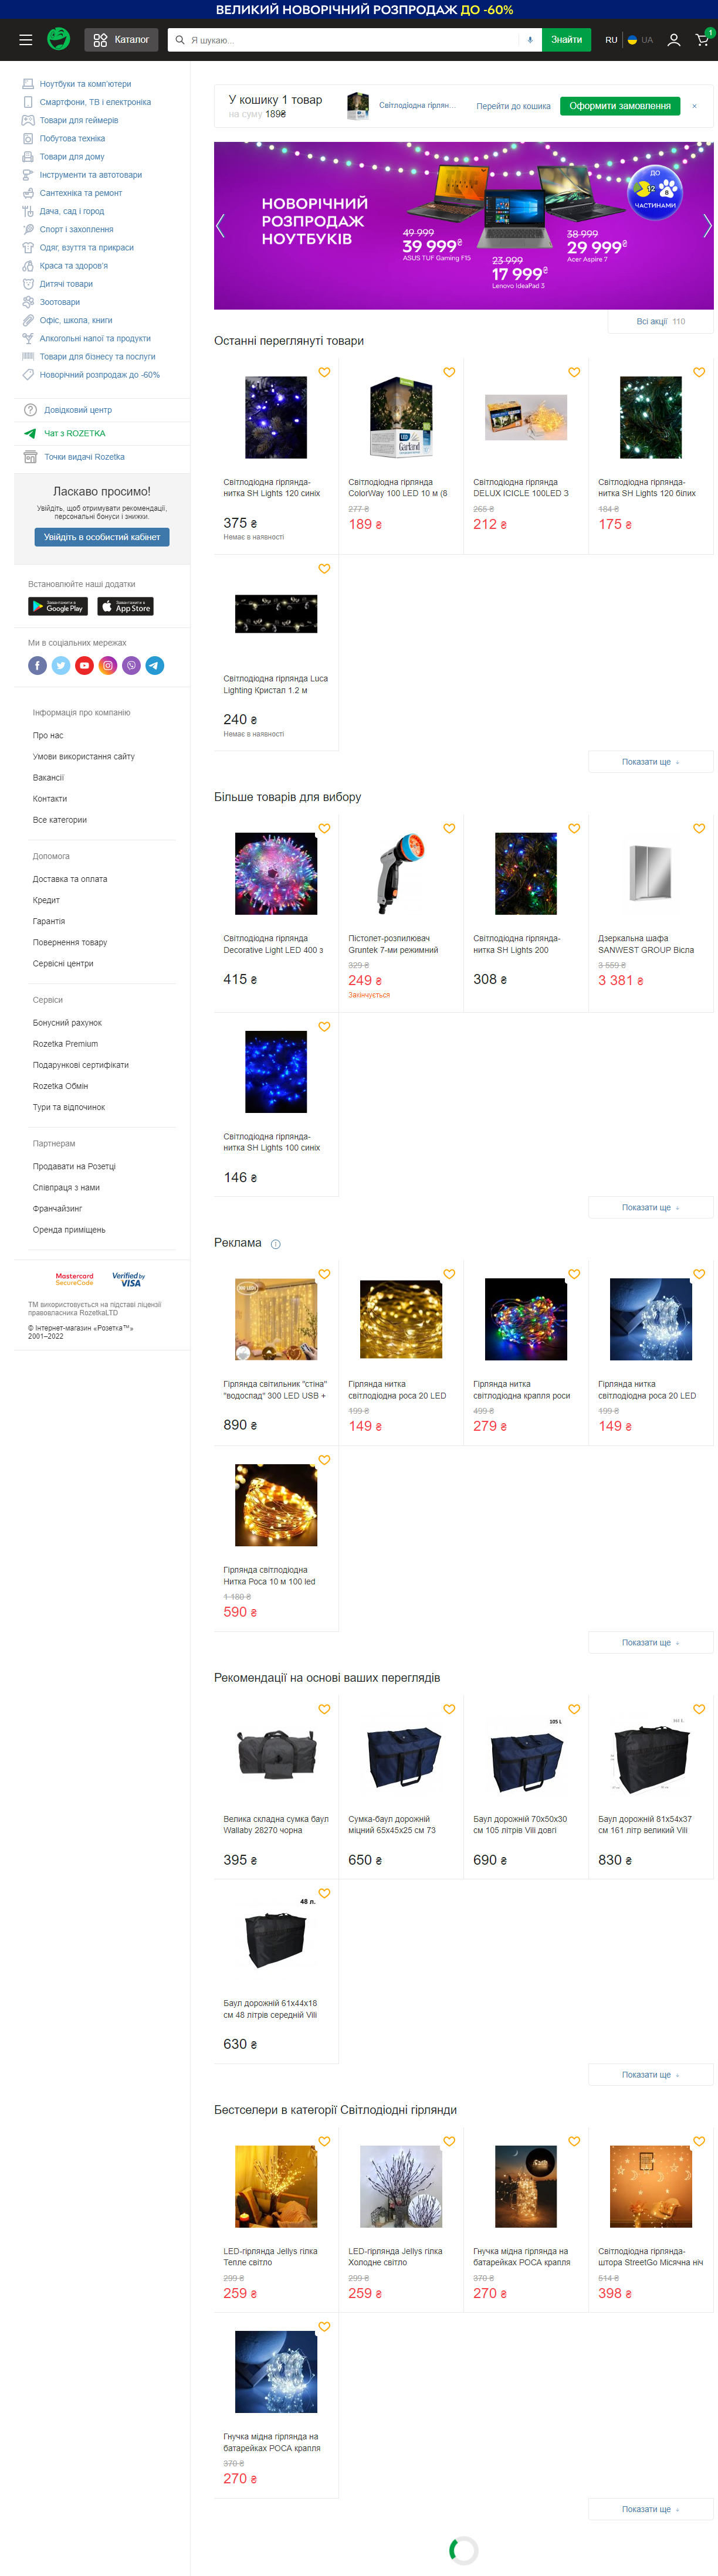 ВЕЛИКИЙ НОВОРІЧНИЙ РОЗПРОДАЖ ДО -60%
Каталог
Я шукаю...
Знайти
RU
UA
1
Ноутбуки та комп'ютери
Смартфони, ТВ і електроніка
Товари для геймерів
Побутова техніка
Товари для дому
Інструменти та автотовари
Сантехніка та ремонт
Дача, сад і город
Спорт і захоплення
Одяг, взуття та прикраси
Краса та здоров'я
Дитячі товари
Зоотовари
Офіс, школа, книги
Алкогольні напої та продукти
Товари для бізнесу та послуги
Новорічний розпродаж до -60%
Довідковий центр
Чат з ROZETKA
Точки видачі Rozetka
Ласкаво просимо!
Увійдіть, щоб отримувати рекомендації,
персональні бонуси і знижки.
Увійдіть в особистий кабінет
Встановлюйте наші додатки
Google Play
App Store
Ми в соціальних мережах
Інформація про компанію
Про нас
Умови використання сайту
Вакансії
Контакти
Все категории
Допомога
Доставка та оплата
Кредит
Гарантія
Повернення товару
Сервісні центри
Сервіси
Бонусний рахунок
Rozetka Premium
Подарункові сертифікати
Rozetka Обмін
Тури та відпочинок
Партнерам
Продавати на Розетці
Співпраця з нами
Франчайзинг
Оренда приміщень
Mastercard
SecureCode
Verified by
VISA
ТМ використовується на підставі ліцензії
правовласника RozetkaLTD
© Інтернет-магазин «Розетка™»
2001–2022
У кошику 1 товар
на суму 189₴
Світлодіодна гірлян...
Перейти до кошика
Оформити замовлення
×
НОВОРІЧНИЙ
РОЗПРОДАЖ
НОУТБУКІВ
49 999
39 999₴
ASUS TUF Gaming F15
23 999
17 999₴
Lenovo IdeaPad 3
38 999
29 999₴
Acer Aspire 7
ДО
ЧАСТИНАМИ
Всі акції 110
Останні переглянуті товари
Світлодіодна гірлянда-
нитка SH Lights 120 синіх
375 ₴
Немає в наявності
Світлодіодна гірлянда
ColorWay 100 LED 10 м (8
277 ₴
189 ₴
Світлодіодна гірлянда
DELUX ICICLE 100LED 3
265 ₴
212 ₴
Світлодіодна гірлянда-
нитка SH Lights 120 білих
184 ₴
175 ₴
Світлодіодна гірлянда Luca
Lighting Кристал 1.2 м
240 ₴
Немає в наявності
Показати ще
Більше товарів для вибору
Світлодіодна гірлянда
Decorative Light LED 400 з
415 ₴
Пістолет-розпилювач
Gruntek 7-ми режимний
329 ₴
249 ₴
Закінчується
Світлодіодна гірлянда-
нитка SH Lights 200
308 ₴
Дзеркальна шафа
SANWEST GROUP Вісла
3 559 ₴
3 381 ₴
Світлодіодна гірлянда-
нитка SH Lights 100 синіх
146 ₴
Показати ще
Реклама
Гірлянда світильник "стіна"
"водоспад" 300 LED USB +
890 ₴
Гірлянда нитка
світлодіодна роса 20 LED
199 ₴
149 ₴
Гірлянда нитка
світлодіодна крапля роси
499 ₴
279 ₴
Гірлянда нитка
світлодіодна роса 20 LED
199 ₴
149 ₴
Гірлянда світлодіодна
Нитка Роса 10 м 100 led
1 180 ₴
590 ₴
Показати ще
Рекомендації на основі ваших переглядів
Велика складна сумка баул
Wallaby 28270 чорна
395 ₴
Сумка-баул дорожній
міцний 65х45х25 см 73
650 ₴
105 L
Баул дорожній 70х50х30
см 105 літрів Vili довгі
690 ₴
Баул дорожній 81х54х37
см 161 літр великий Vili
830 ₴
48 л.
Баул дорожній 61х44х18
см 48 літрів середній Vili
630 ₴
Показати ще
Бестселери в категорії Світлодіодні гірлянди
LED-гірлянда Jellys гілка
Тепле світло
299 ₴
259 ₴
LED-гірлянда Jellys гілка
Холодне світло
299 ₴
259 ₴
Гнучка мідна гірлянда на
батарейках РОСА крапля
370 ₴
270 ₴
Світлодіодна гірлянда-
штора StreetGo Місячна ніч
514 ₴
398 ₴
Гнучка мідна гірлянда на
батарейках РОСА крапля
370 ₴
270 ₴
Показати ще